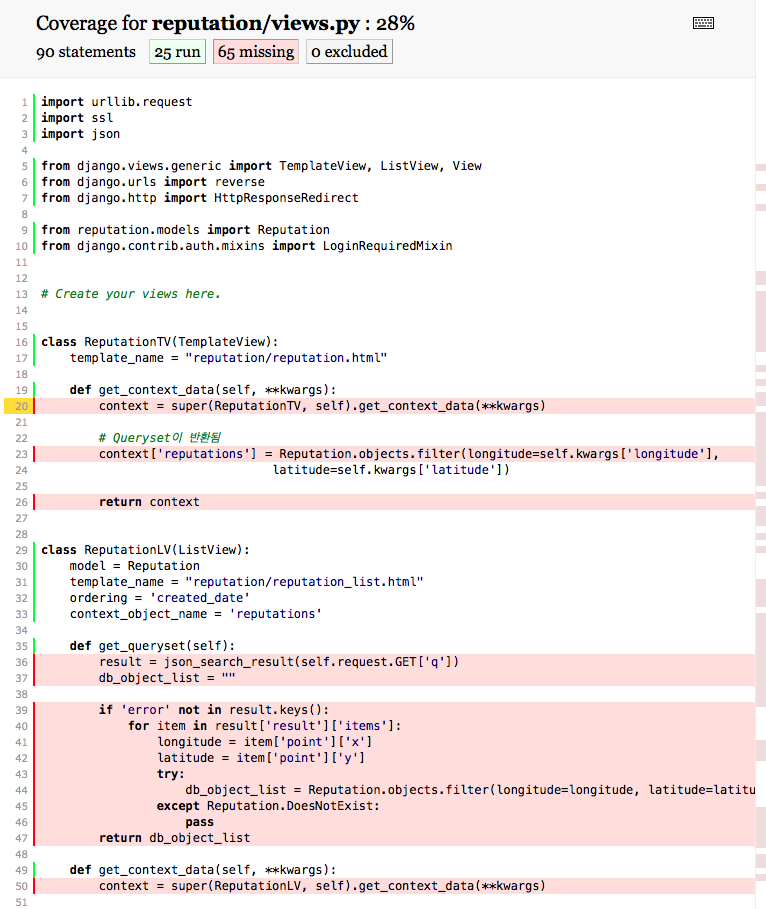 Coverage for reputation/views.py : 28%
90 statements 25 run 65 missing 0 excluded
1 import urllib.request
2 import ssl
3 import json
4
5 from django.views.generic import TemplateView, ListView, View
6 from django.urls import reverse
7 from django.http import HttpResponseRedirect
8
9 from reputation.models import Reputation
10 from django.contrib.auth.mixins import LoginRequiredMixin
11
12
13 # Create your views here.
14
15
16 class ReputationTV(TemplateView):
17     template_name = "reputation/reputation.html"
18
19     def get_context_data(self, **kwargs):
20         context = super(ReputationTV, self).get_context_data(**kwargs)
21
22         # Queryset이 반환됨
23         context['reputations'] = Reputation.objects.filter(longitude=self.kwargs['longitude'],
24                                 latitude=self.kwargs['latitude'])
25
26         return context
27
28
29 class ReputationLV(ListView):
30     model = Reputation
31     template_name = "reputation/reputation_list.html"
32     ordering = 'created_date'
33     context_object_name = 'reputations'
34
35     def get_queryset(self):
36         result = json_search_result(self.request.GET['q'])
37         db_object_list = ""
38
39         if 'error' not in result.keys():
40             for item in result['result']['items']:
41                 longitude = item['point']['x']
42                 latitude = item['point']['y']
43                 try:
44                     db_object_list = Reputation.objects.filter(longitude=longitude, latitude=latitu
45                 except Reputation.DoesNotExist:
46                     pass
47         return db_object_list
48
49     def get_context_data(self, **kwargs):
50         context = super(ReputationLV, self).get_context_data(**kwargs)
51